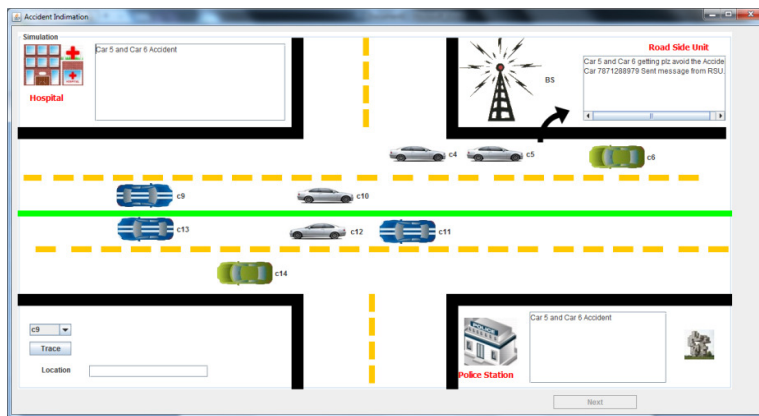 Accident Indimation
Simulation
Hospital
Car 5 and Car 6 Accident
BS
Road Side Unit
Car 5 and Car 6 getting plz avoid the Accide
Car 7871288979 Sent message from RSU.
c4
c5
c6
c9
c10
c13
c12
c11
c14
c9
Trace
Location
POLICE
Police Station
Car 5 and Car 6 Accident
Next